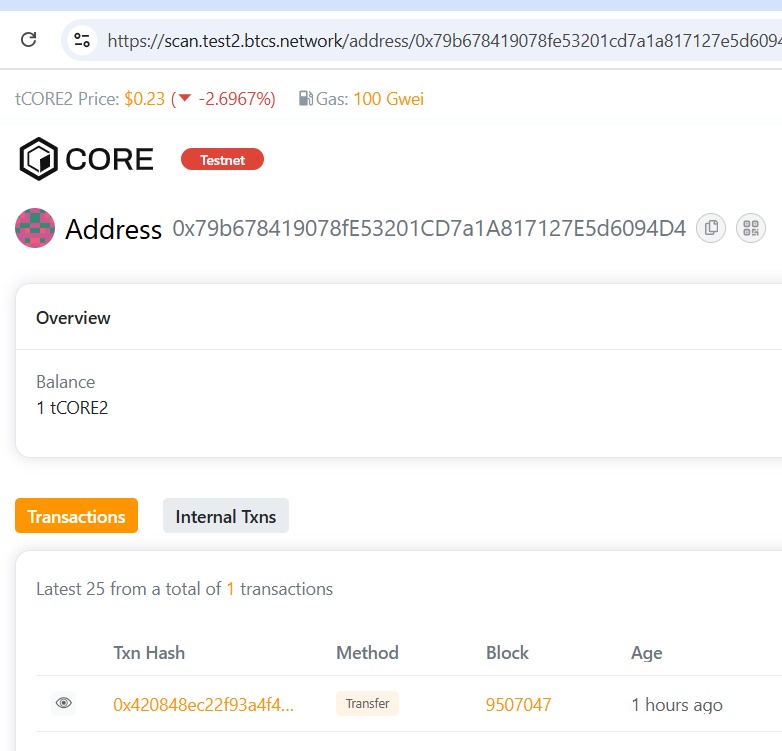 https://scan.test2.btcs.network/address/0x79b678419078fe53201cd7a1a817127e5d6094
tCORE2 Price: $0.23 (▼ -2.6967%) Gas: 100 Gwei
CORE Testnet
Address 0x79b678419078fE53201CD7a1A817127E5d6094D4
Overview
Balance
1 tCORE2
Transactions Internal Txns
Latest 25 from a total of 1 transactions
Txn Hash Method Block Age
0x420848ec22f93a4f4... Transfer 9507047 1 hours ago